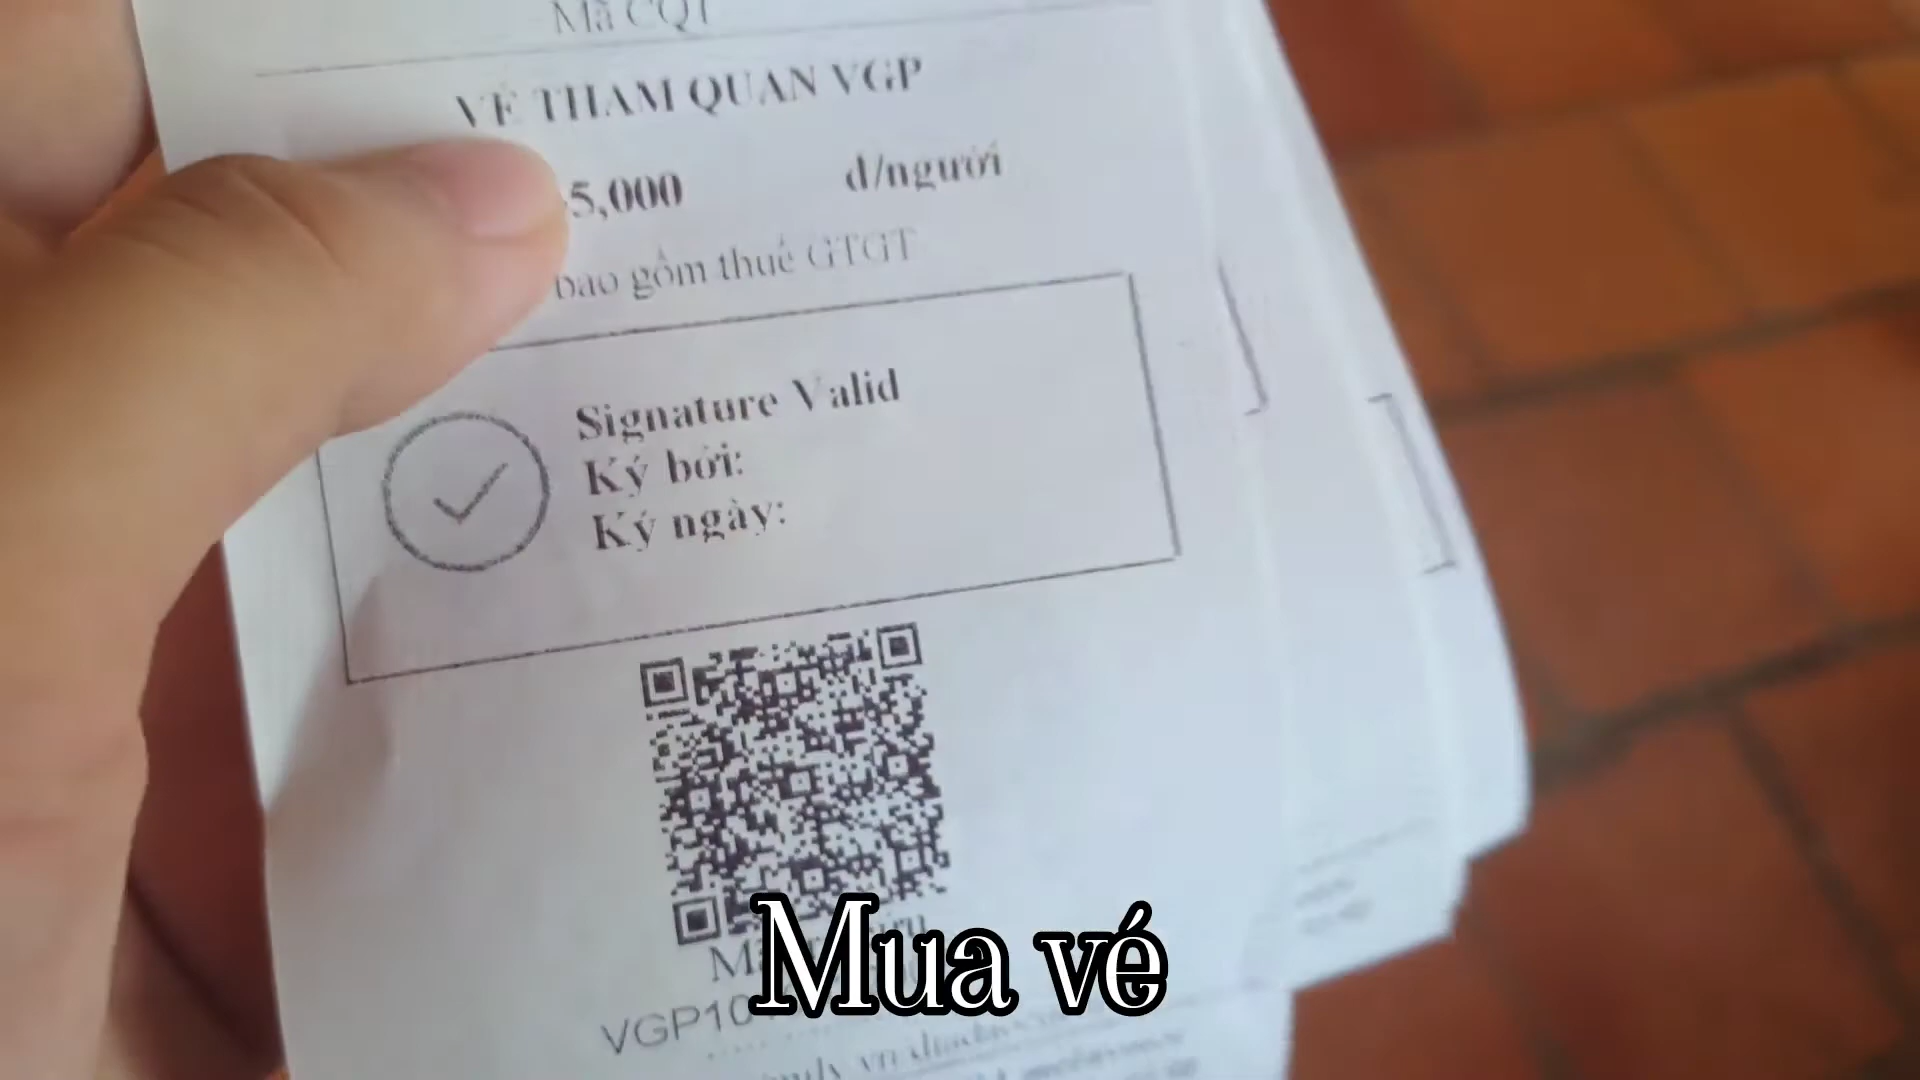 Mã CQT
VÉ THAM QUAN VGP
5,000 đ/người
bao gồm thuế GTGT
Signature Valid
Ký bởi:
Ký ngày:
VGP10
Mua vé